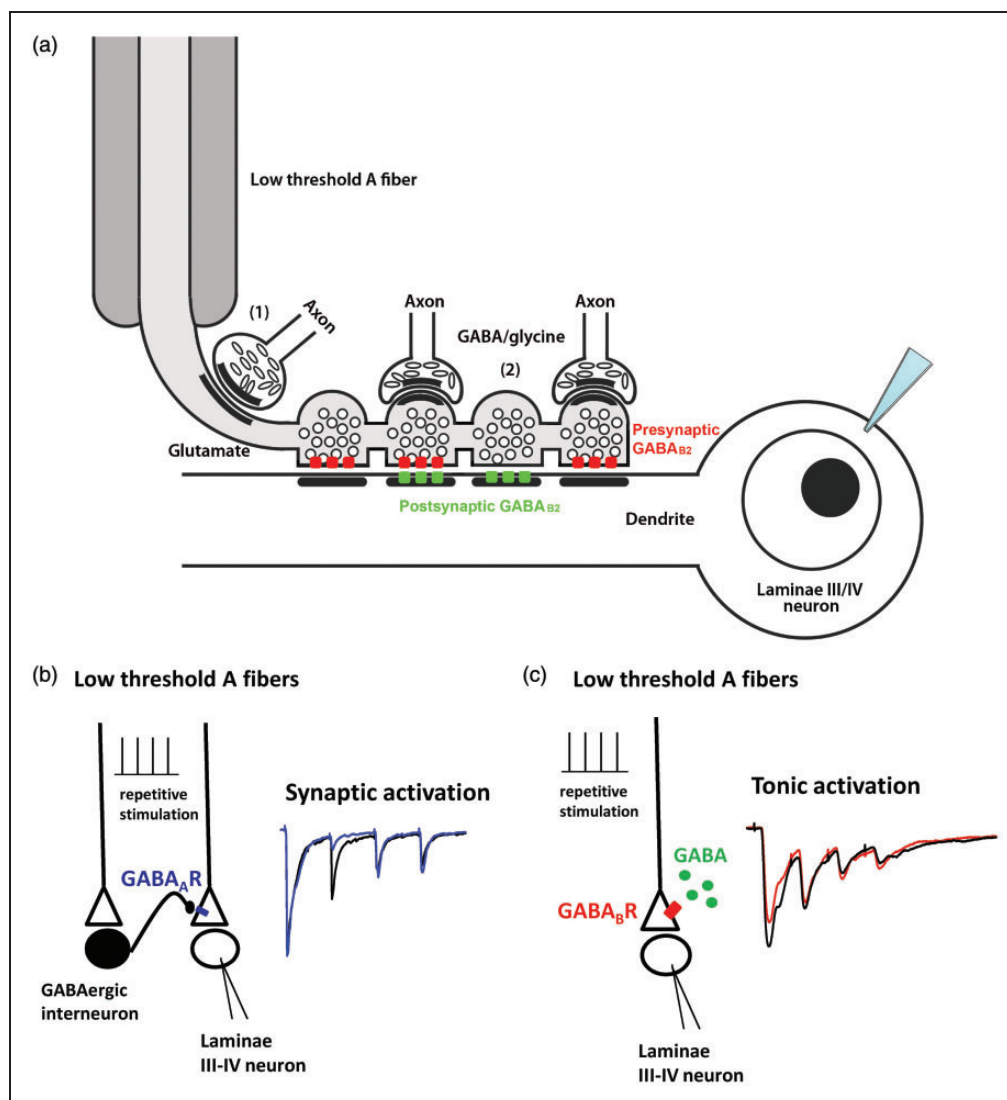 (a)
Low threshold A fiber
(1)
Axon
Axon
Axon
GABA/glycine
(2)
Glutamate
Presynaptic
GABAB2
Postsynaptic GABAB2
Dendrite
Laminae III/IV
neuron
(b) Low threshold A fibers
repetitive
stimulation
Synaptic activation
GABAAR
GABAergic
interneuron
Laminae
III-IV neuron
(c) Low threshold A fibers
repetitive
stimulation
Tonic activation
GABA
GABABR
Laminae
III-IV neuron